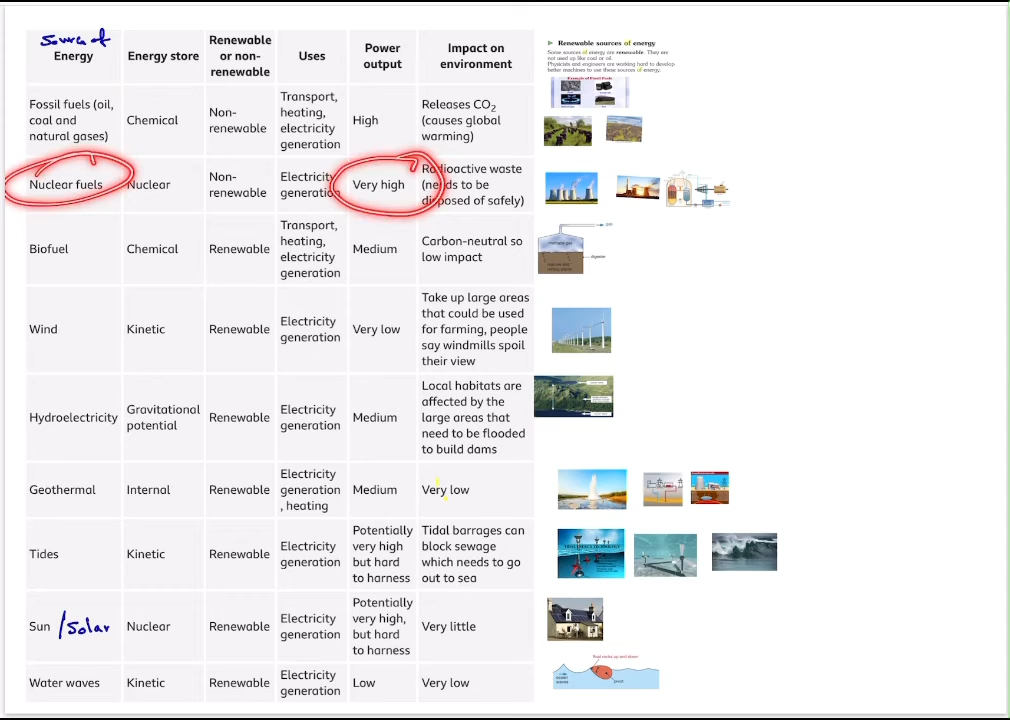 Source of
Energy
Energy store
Renewable
or non-
renewable
Uses
Power
output
Impact on
environment
Fossil fuels (oil,
coal and
natural gases)
Chemical
Non-
renewable
Transport,
heating,
electricity
generation
High
Releases CO2
(causes global
warming)
Nuclear fuels
Nuclear
Non-
renewable
Electricity
generation
Very high
Radioactive waste
(needs to be
disposed of safely)
Biofuel
Chemical
Renewable
Transport,
heating,
electricity
generation
Medium
Carbon-neutral so
low impact
Wind
Kinetic
Renewable
Electricity
generation
Very low
Take up large areas
that could be used
for farming, people
say windmills spoil
their view
Hydroelectricity
Gravitational
potential
Renewable
Electricity
generation
Medium
Local habitats are
affected by the
large areas that
need to be flooded
to build dams
Geothermal
Internal
Renewable
Electricity
generation
, heating
Medium
Very low
Tides
Kinetic
Renewable
Electricity
generation
Potentially
very high
but hard
to harness
Tidal barrages can
block sewage
which needs to go
out to sea
Sun /Solar
Nuclear
Renewable
Electricity
generation
Potentially
very high,
but hard
to harness
Very little
Water waves
Kinetic
Renewable
Electricity
generation
Low
Very low
Renewable sources of energy
Some sources of energy are renewable. They are
not used up like coal or oil.
Physicists and engineers are working hard to develop
better machines to use these sources of energy.
methane gas
digester